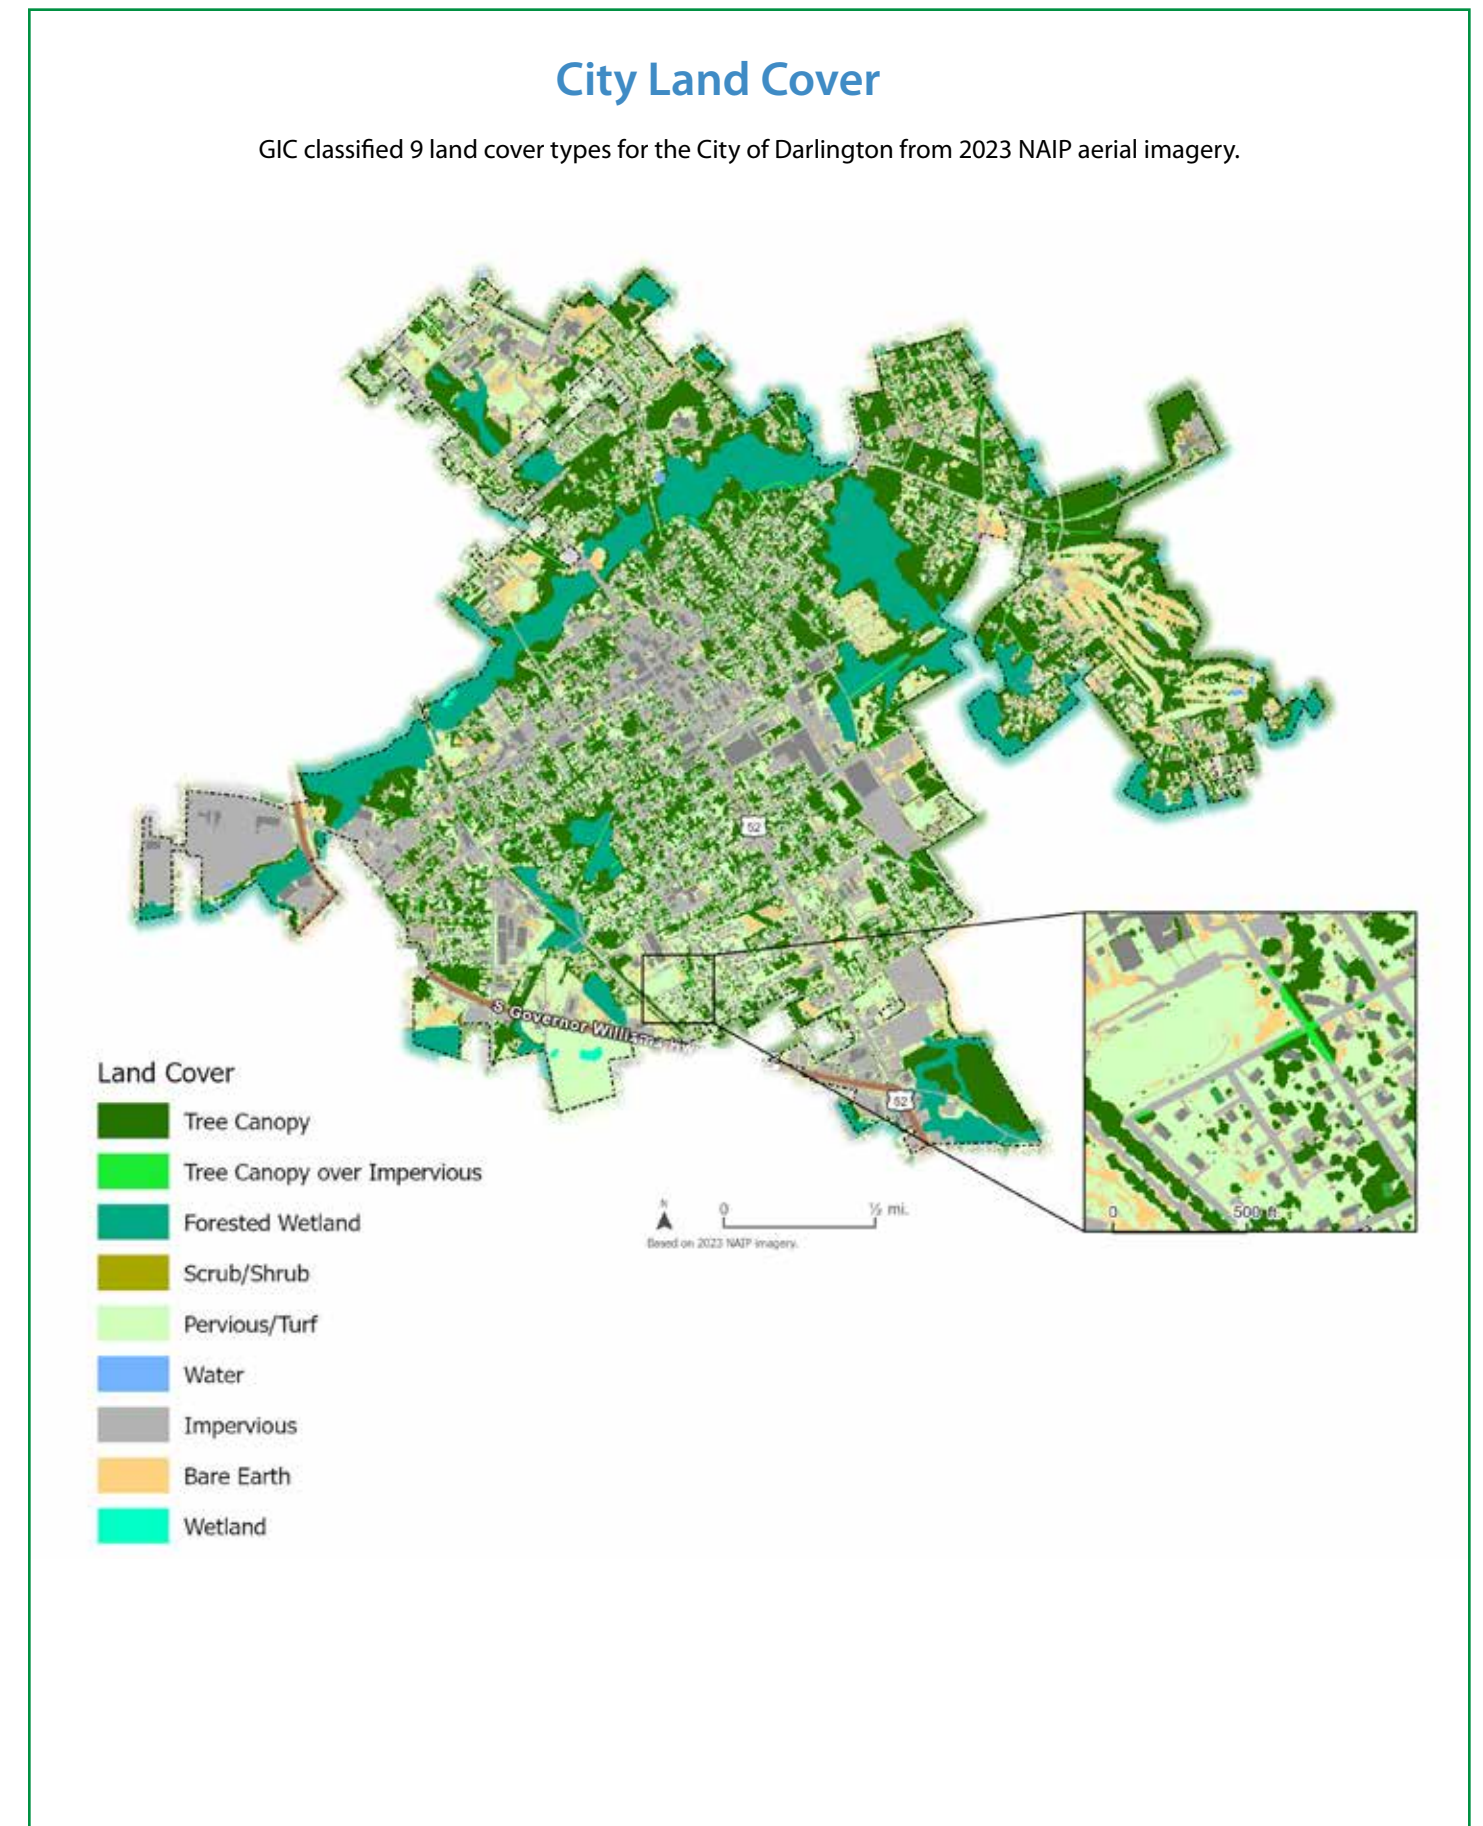 City Land Cover
GIC classified 9 land cover types for the City of Darlington from 2023 NAIP aerial imagery.
52
S Governor Williams
52
Land Cover
Tree Canopy
Tree Canopy over Impervious
Forested Wetland
Scrub/Shrub
Pervious/Turf
Water
Impervious
Bare Earth
Wetland
N
0 ½ mi.
Based on 2023 NAIP imagery.
0 500 ft.